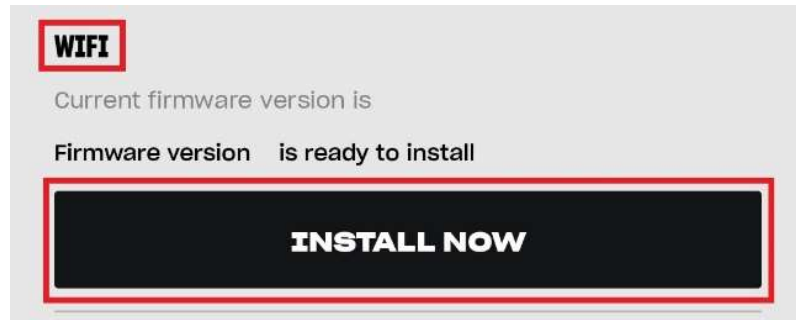 WIFI
Current firmware version is
Firmware version is ready to install
INSTALL NOW